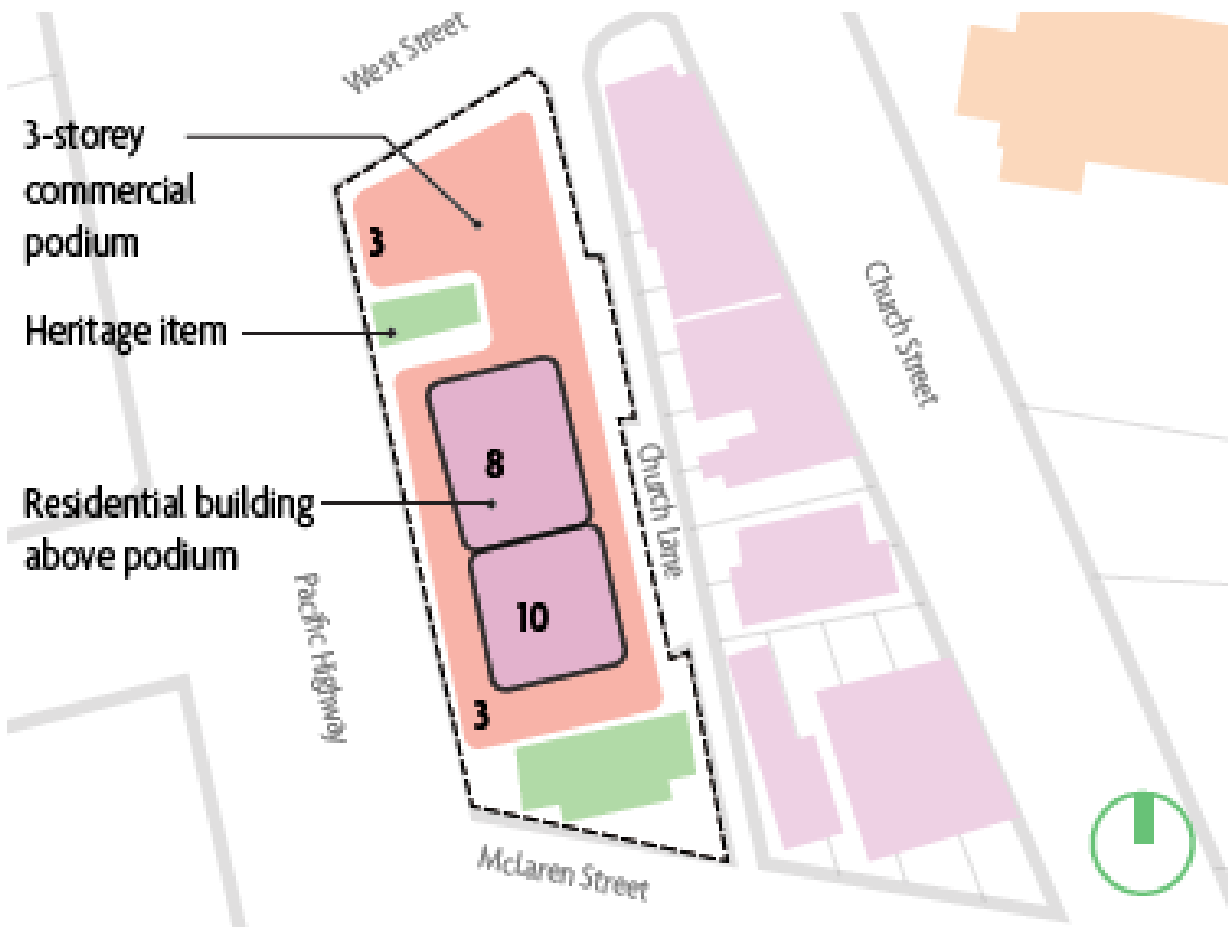 West Street
3-storey
commercial
podium
3
Heritage item
Church Street
8
Church Lane
Residential building
above podium
10
Pacific Highway
3
McLaren Street